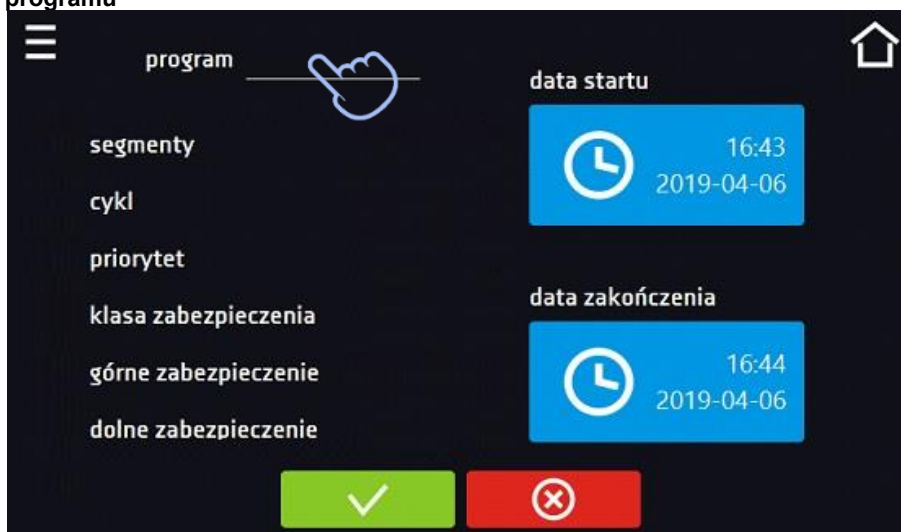 programu
program
data startu
segmenty
16:43
2019-04-06
cykl
priorytet
data zakończenia
klasa zabezpieczenia
16:44
2019-04-06
górne zabezpieczenie
dolne zabezpieczenie